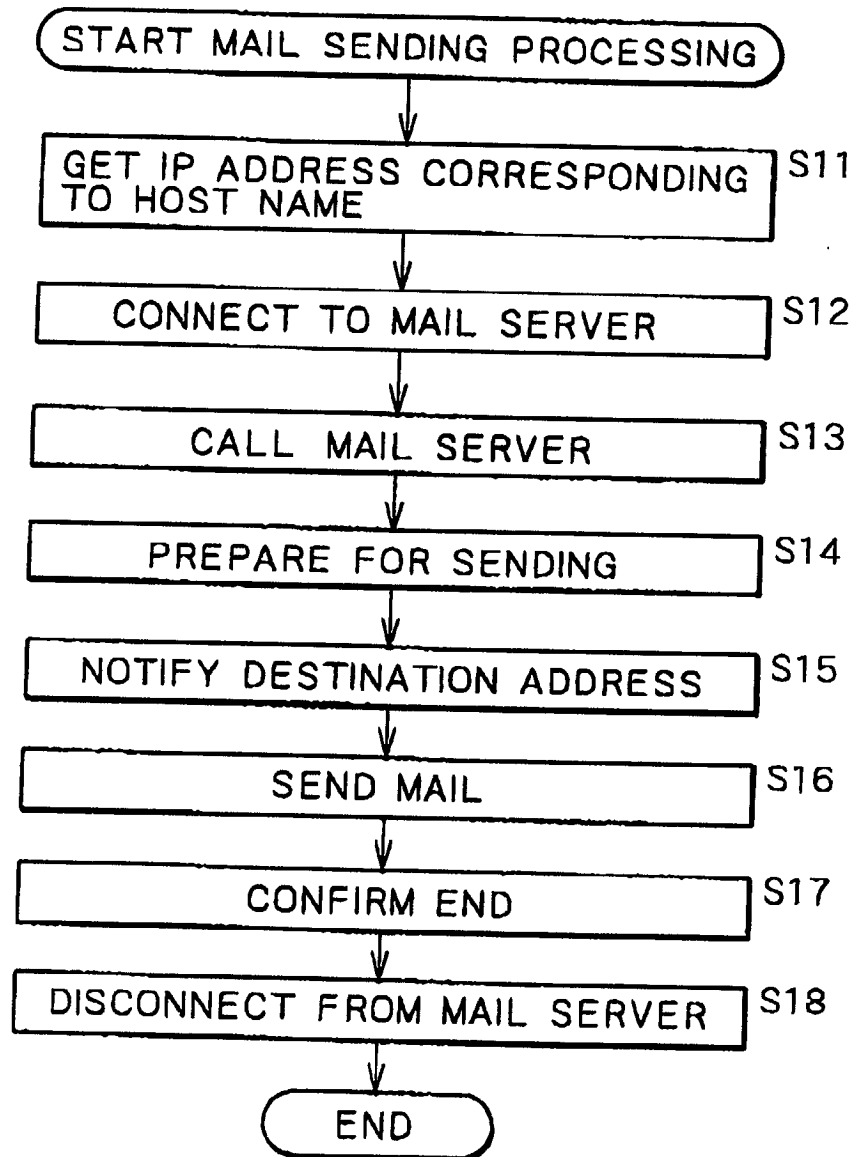 START MAIL SENDING PROCESSING
GET IP ADDRESS CORRESPONDING
TO HOST NAME
S11
CONNECT TO MAIL SERVER
S12
CALL MAIL SERVER
S13
PREPARE FOR SENDING
S14
NOTIFY DESTINATION ADDRESS
S15
SEND MAIL
S16
CONFIRM END
S17
DISCONNECT FROM MAIL SERVER
S18
END